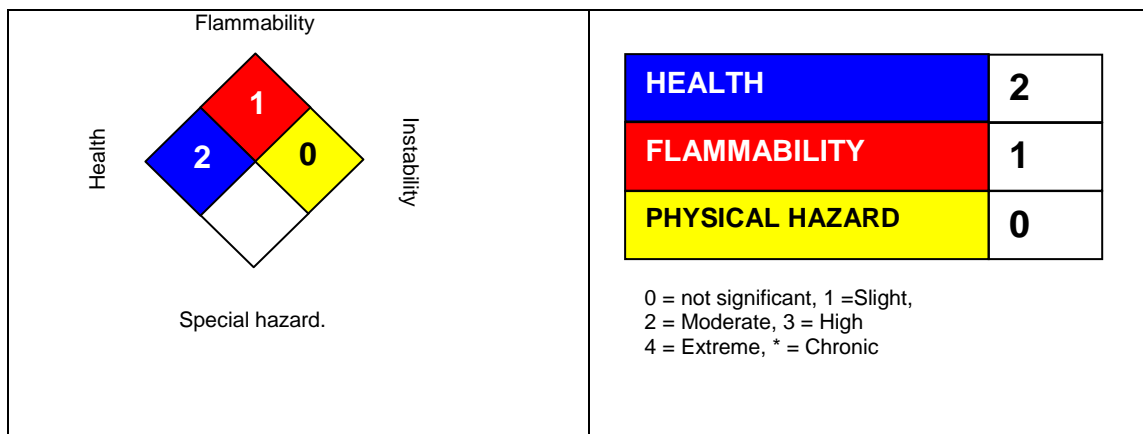 Flammability
1
Health
2
0
Instability
Special hazard.
HEALTH 2
FLAMMABILITY 1
PHYSICAL HAZARD 0
0 = not significant, 1 =Slight,
2 = Moderate, 3 = High
4 = Extreme, * = Chronic